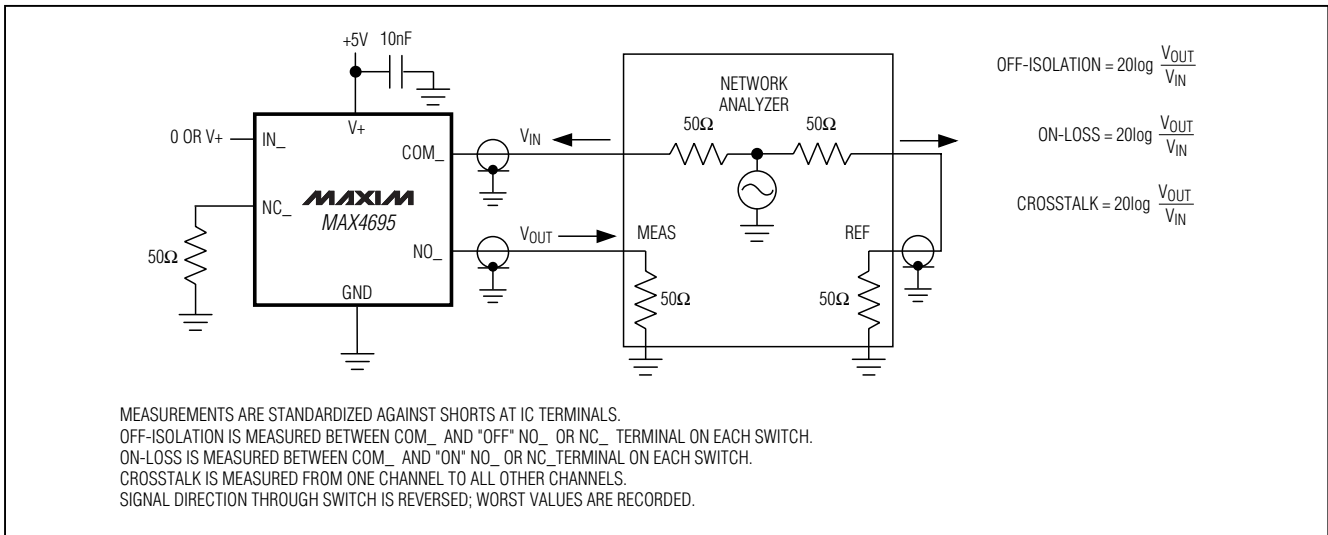 +5V 10nF
V+
0 OR V+
IN_
COM_
MAXIM
MAX4695
NC_
NO_
GND
50Ω
V_IN
V_OUT
NETWORK
ANALYZER
50Ω
50Ω
MEAS
REF
50Ω
50Ω
OFF-ISOLATION = 20log V_OUT/V_IN
ON-LOSS = 20log V_OUT/V_IN
CROSSTALK = 20log V_OUT/V_IN
MEASUREMENTS ARE STANDARDIZED AGAINST SHORTS AT IC TERMINALS.
OFF-ISOLATION IS MEASURED BETWEEN COM_ AND "OFF" NO_ OR NC_ TERMINAL ON EACH SWITCH.
ON-LOSS IS MEASURED BETWEEN COM_ AND "ON" NO_ OR NC_TERMINAL ON EACH SWITCH.
CROSSTALK IS MEASURED FROM ONE CHANNEL TO ALL OTHER CHANNELS.
SIGNAL DIRECTION THROUGH SWITCH IS REVERSED; WORST VALUES ARE RECORDED.